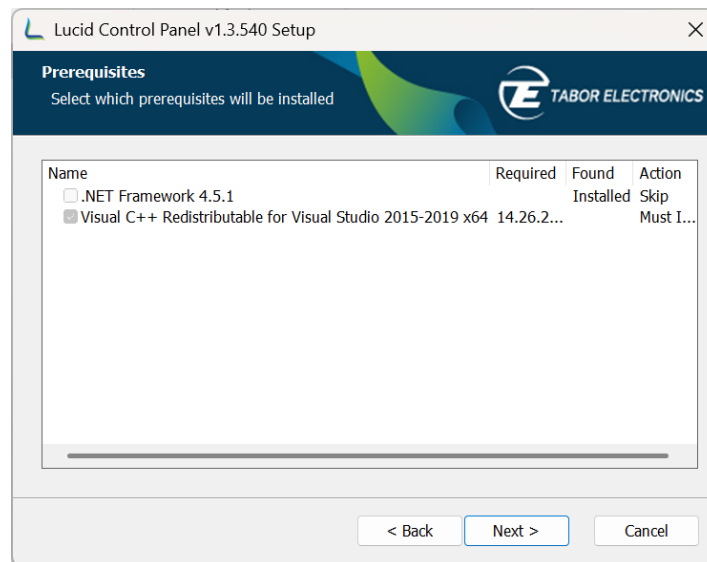 Lucid Control Panel v1.3.540 Setup
Prerequisites
Select which prerequisites will be installed
TABOR ELECTRONICS
Name Required Found Action
.NET Framework 4.5.1 Installed Skip
Visual C++ Redistributable for Visual Studio 2015-2019 x64 14.26.2... Must I...
< Back Next > Cancel